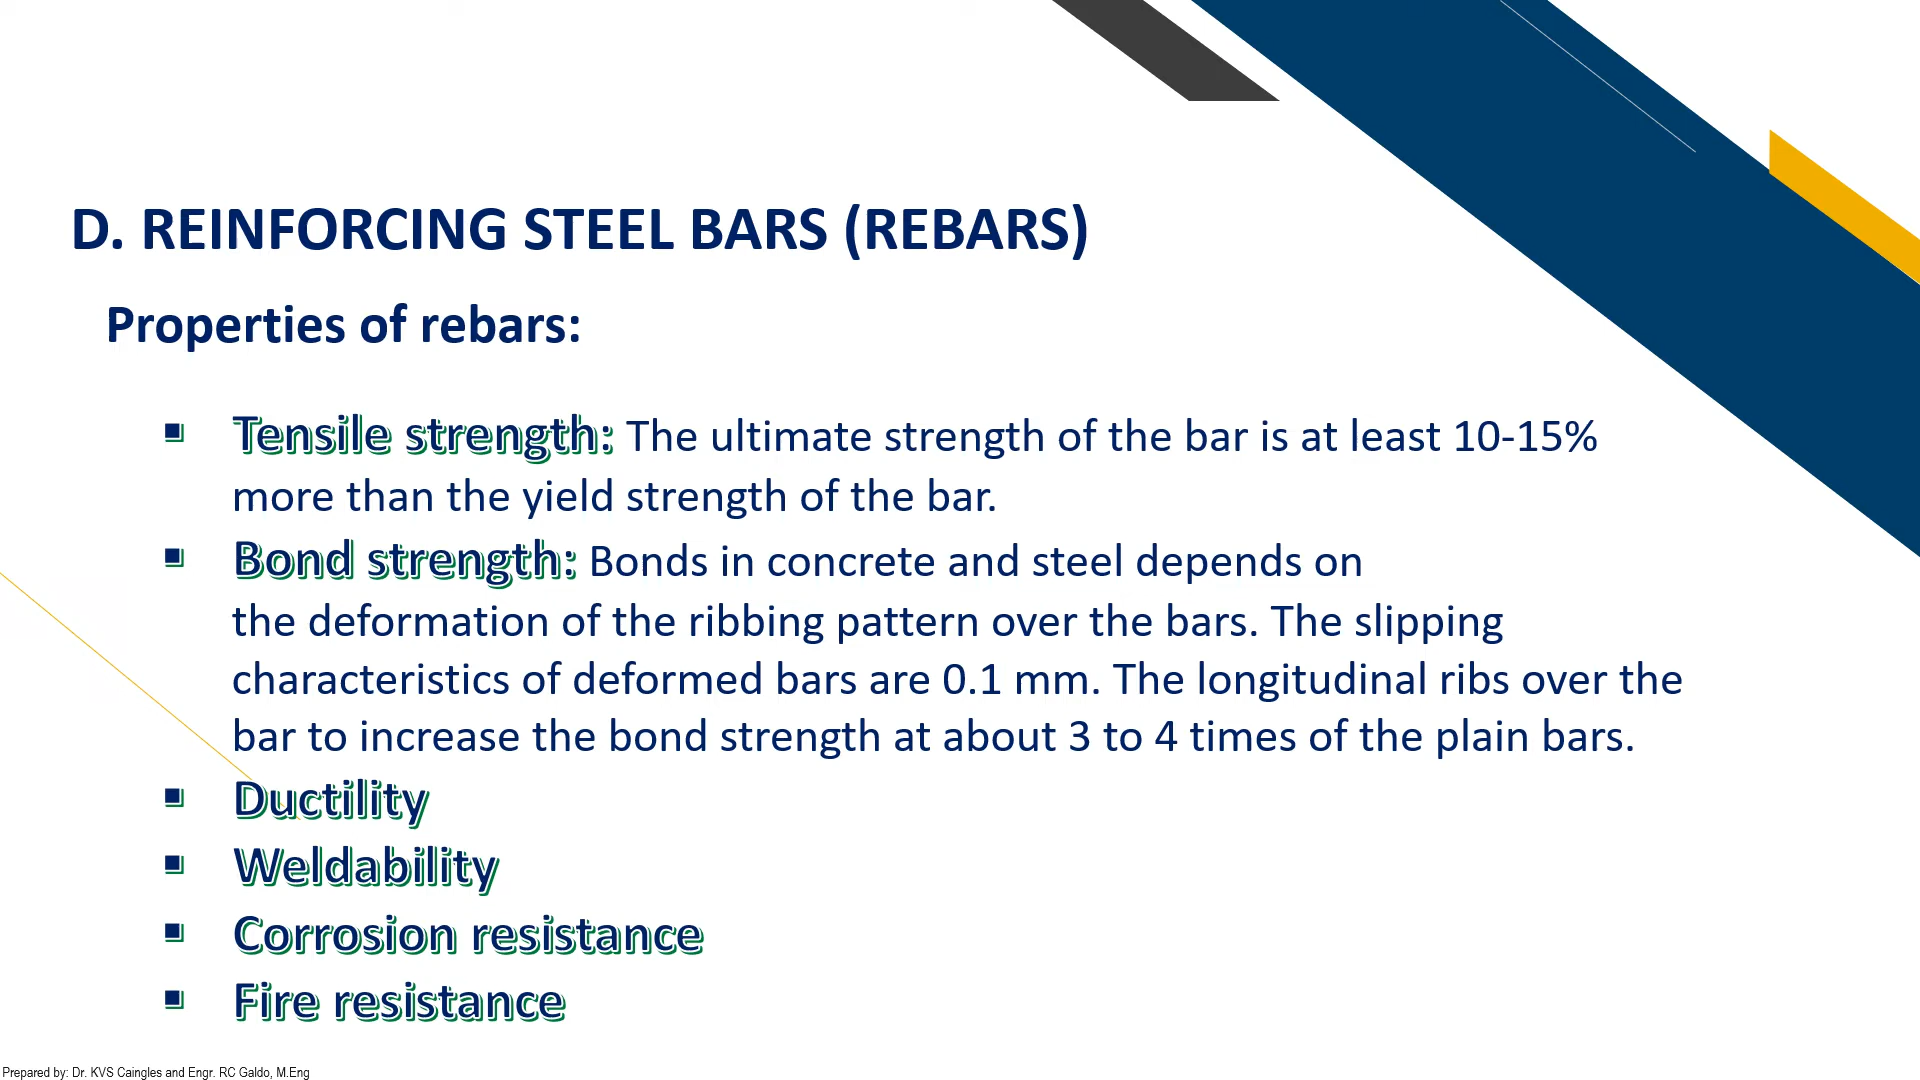 D. REINFORCING STEEL BARS (REBARS)
Properties of rebars:
▪ Tensile strength: The ultimate strength of the bar is at least 10-15%
more than the yield strength of the bar.
▪ Bond strength: Bonds in concrete and steel depends on
the deformation of the ribbing pattern over the bars. The slipping
characteristics of deformed bars are 0.1 mm. The longitudinal ribs over the
bar to increase the bond strength at about 3 to 4 times of the plain bars.
▪ Ductility
▪ Weldability
▪ Corrosion resistance
▪ Fire resistance
Prepared by: Dr. KVS Caingles and Engr. RC Galdo, M.Eng